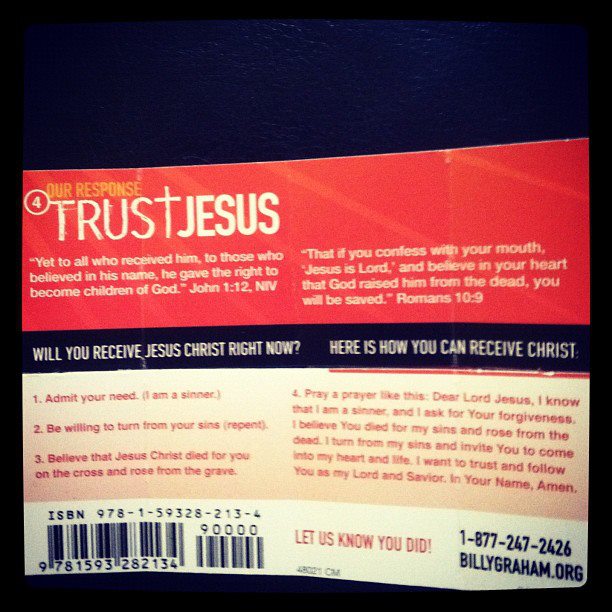 4 OUR RESPONSE
TRUST JESUS
"Yet to all who received him, to those who
believed in his name, he gave the right to
become children of God." John 1:12, NIV
"That if you confess with your mouth,
'Jesus is Lord,' and believe in your heart
that God raised him from the dead, you
will be saved." Romans 10:9
WILL YOU RECEIVE JESUS CHRIST RIGHT NOW?
HERE IS HOW YOU CAN RECEIVE CHRIST:
1. Admit your need. (I am a sinner.)
2. Be willing to turn from your sins (repent).
3. Believe that Jesus Christ died for you
on the cross and rose from the grave.
4. Pray a prayer like this: Dear Lord Jesus, I know
that I am a sinner, and I ask for Your forgiveness.
I believe You died for my sins and rose from the
dead. I turn from my sins and invite You to come
into my heart and life. I want to trust and follow
You as my Lord and Savior. In Your Name, Amen.
ISBN 978-1-59328-213-4
90000
9 781593 282134
LET US KNOW YOU DID!
1-877-247-2426
BILLYGRAHAM.ORG
48021 CM